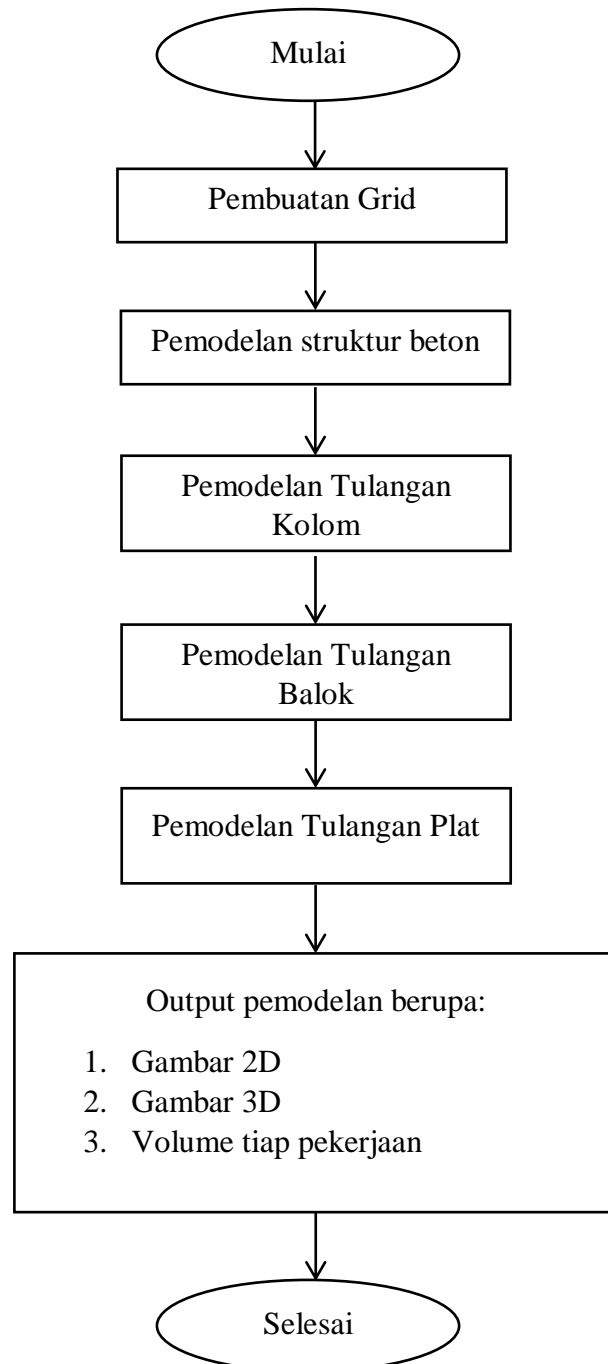 Mulai
Pembuatan Grid
Pemodelan struktur beton
Pemodelan Tulangan
Kolom
Pemodelan Tulangan
Balok
Pemodelan Tulangan Plat
Output pemodelan berupa:
1. Gambar 2D
2. Gambar 3D
3. Volume tiap pekerjaan
Selesai